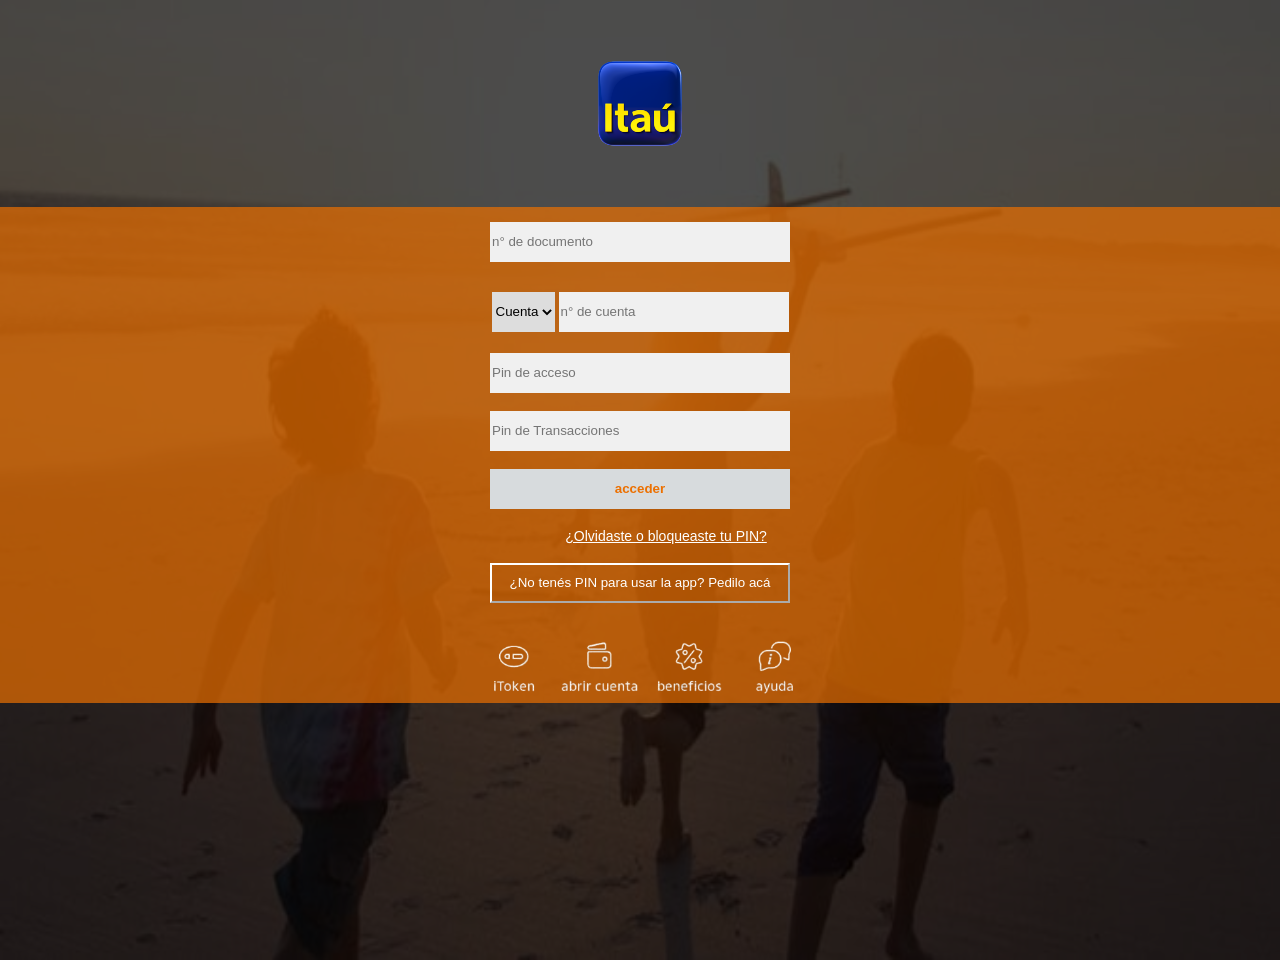 Itaú
n° de documento
Cuenta n° de cuenta
Pin de acceso
Pin de Transacciones
acceder
¿Olvidaste o bloqueaste tu PIN?
¿No tenés PIN para usar la app? Pedilo acá
iToken abrir cuenta beneficios ayuda